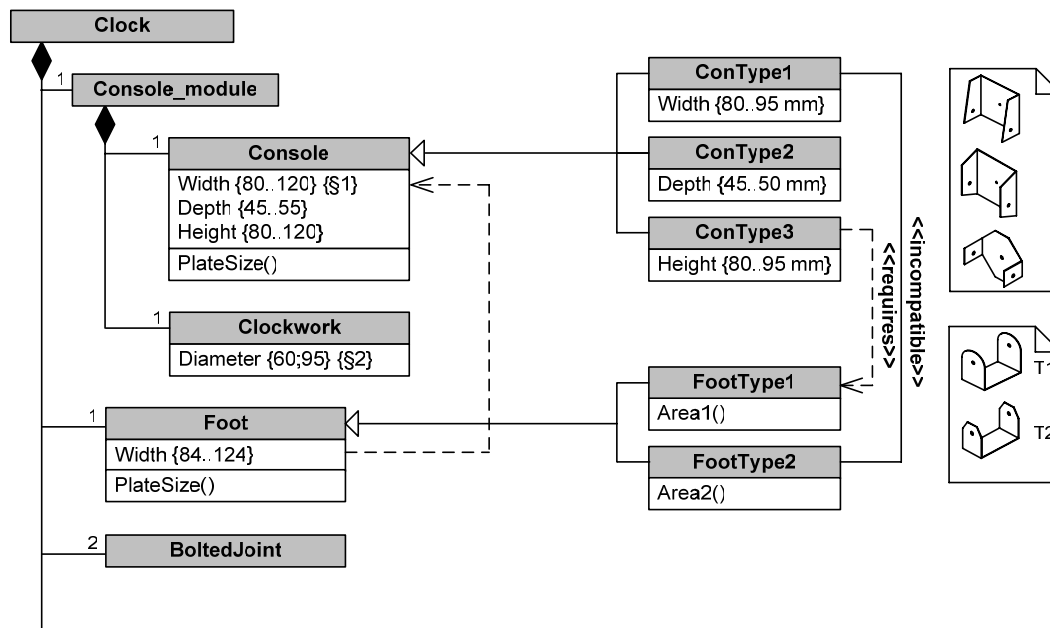 Clock
1
Console_module
1
Console
Width {80..120} {§1}
Depth {45..55}
Height {80..120}
PlateSize()
1
Clockwork
Diameter {60;95} {§2}
1
Foot
Width {84..124}
PlateSize()
2
BoltedJoint
ConType1
Width {80..95 mm}
ConType2
Depth {45..50 mm}
ConType3
Height {80..95 mm}
<<requires>>
<<incompatible>>
FootType1
Area1()
FootType2
Area2()
T1
T2